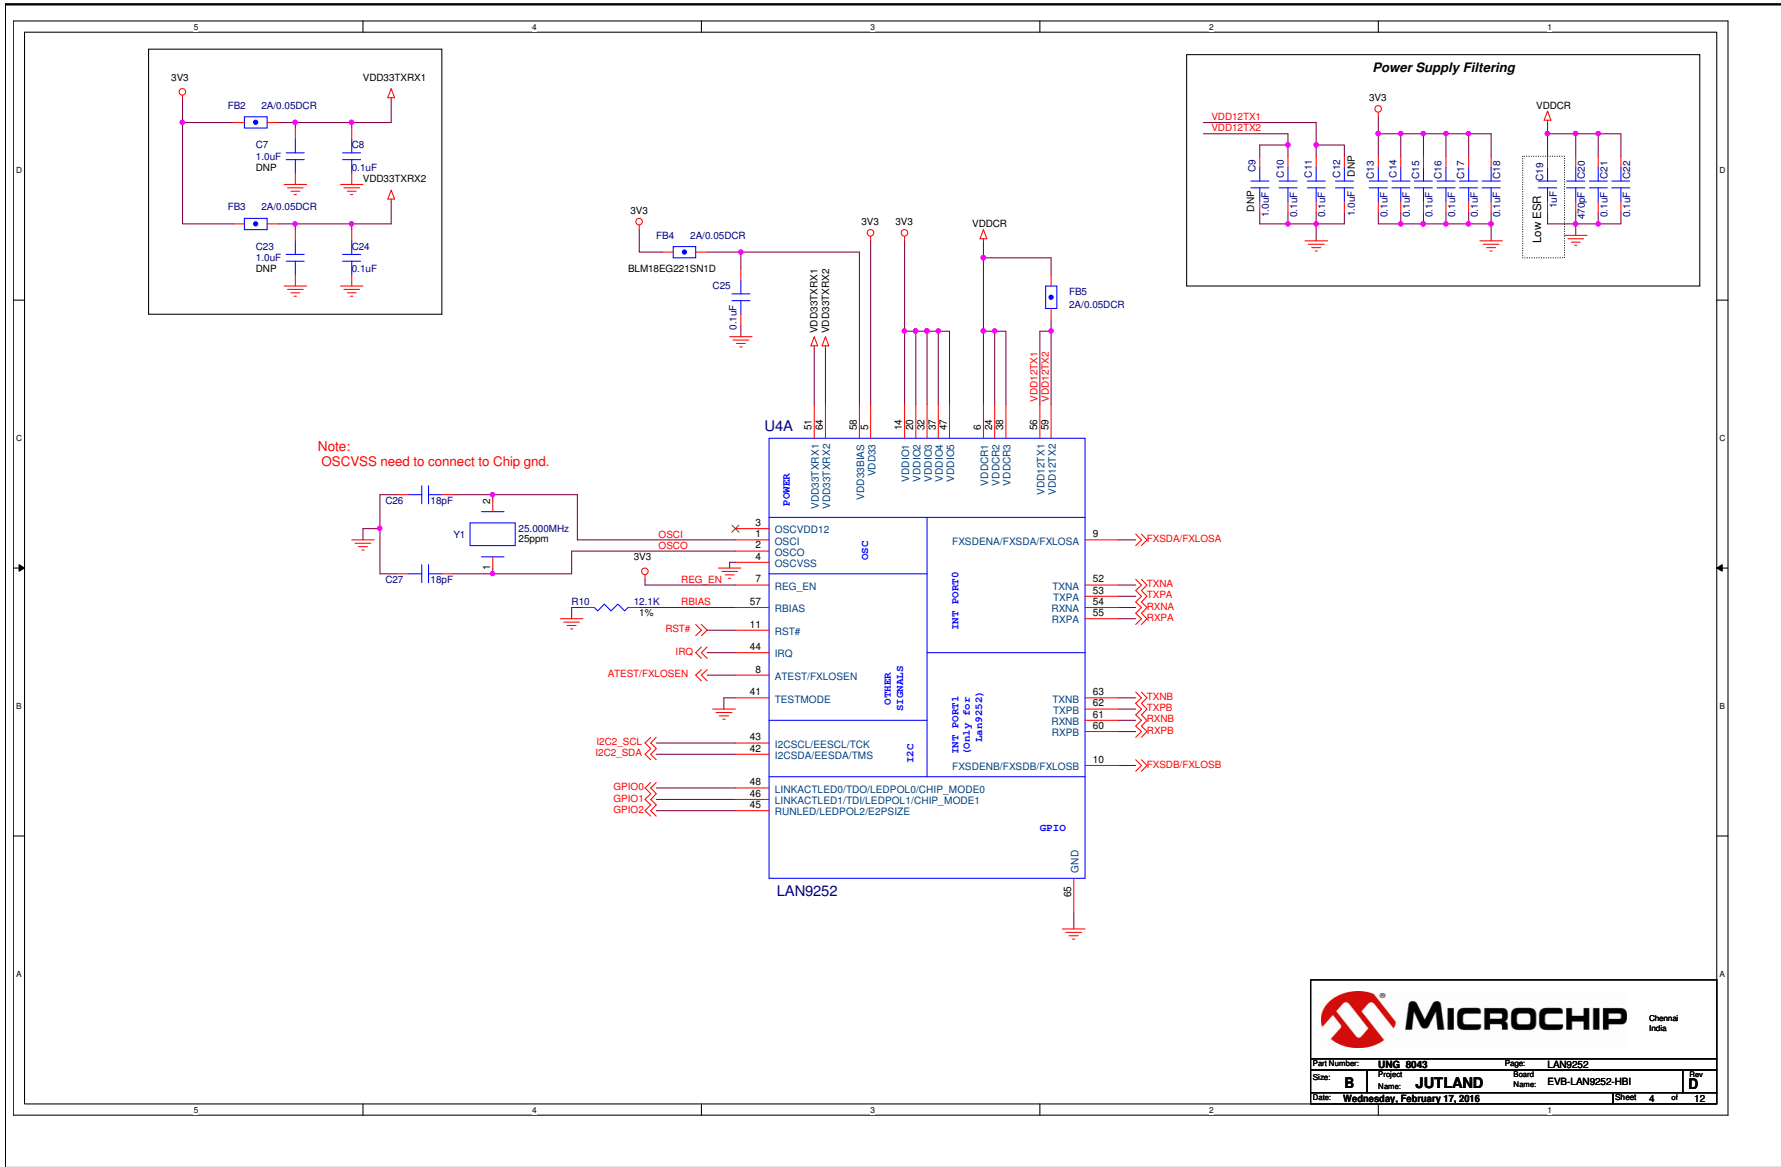 5 4 3 2 1
D
C
B
A
D
C
B
A
3V3
VDD33TXRX1
FB2 2A/0.05DCR
C7
1.0uF
DNP
C8
0.1uF
VDD33TXRX2
FB3 2A/0.05DCR
C23
1.0uF
DNP
C24
0.1uF
Power Supply Filtering
VDD12TX1
VDD12TX2
3V3
VDDCR
C9
DNP
1.0uF
C10
0.1uF
C11
0.1uF
C12
DNP
1.0uF
C13
0.1uF
C14
0.1uF
C15
0.1uF
C16
0.1uF
C17
0.1uF
C18
0.1uF
Low ESR
C19
1uF
C20
470pF
C21
0.1uF
C22
0.1uF
3V3
FB4 2A/0.05DCR
BLM18EG221SN1D
C25
0.1uF
VDD33TXRX1
VDD33TXRX2
3V3
3V3
VDDCR
FB5
2A/0.05DCR
VDD12TX1
VDD12TX2
U4A
51 64 58 5 14 20 32 37 47 6 24 38 56 59
POWER
VDD33TXRX1
VDD33TXRX2
VDD33BIAS
VDD33
VDDIO1
VDDIO2
VDDIO3
VDDIO4
VDDIO5
VDDCR1
VDDCR2
VDDCR3
VDD12TX1
VDD12TX2
Note:
OSCVSS need to connect to Chip gnd.
C26 18pF
2
Y1
25.000MHz
25ppm
1
C27 18pF
3 OSCVDD12
OSCI 1 OSCI
OSCO 2 OSCO
4 OSCVSS
OSC
3V3
REG_EN 7 REG_EN
R10 12.1K RBIAS 57 RBIAS
1%
RST# 11 RST#
IRQ 44 IRQ
ATEST/FXLOSEN 8 ATEST/FXLOSEN
41 TESTMODE
OTHER
SIGNALS
I2C2_SCL 43 I2CSCL/EESCL/TCK
I2C2_SDA 42 I2CSDA/EESDA/TMS
I2C
GPIO0 48 LINKACTLED0/TDO/LEDPOL0/CHIP_MODE0
GPIO1 46 LINKACTLED1/TDI/LEDPOL1/CHIP_MODE1
GPIO2 45 RUNLED/LEDPOL2/E2PSIZE
GPIO
FXSDENA/FXSDA/FXLOSA 9 FXSDA/FXLOSA
INT PORT0
TXNA 52 TXNA
TXPA 53 TXPA
RXNA 54 RXNA
RXPA 55 RXPA
INT PORT1
(Only for
Lan9252)
TXNB 63 TXNB
TXPB 62 TXPB
RXNB 61 RXNB
RXPB 60 RXPB
FXSDENB/FXSDB/FXLOSB 10 FXSDB/FXLOSB
GND
65
LAN9252
MICROCHIP
®
Chennai
India
Part Number: UNG 8043 Page: LAN9252
Size: B Project Name: JUTLAND Board Name: EVB-LAN9252-HBI Rev D
Date: Wednesday, February 17, 2016 Sheet 4 of 12
5 4 3 2 1